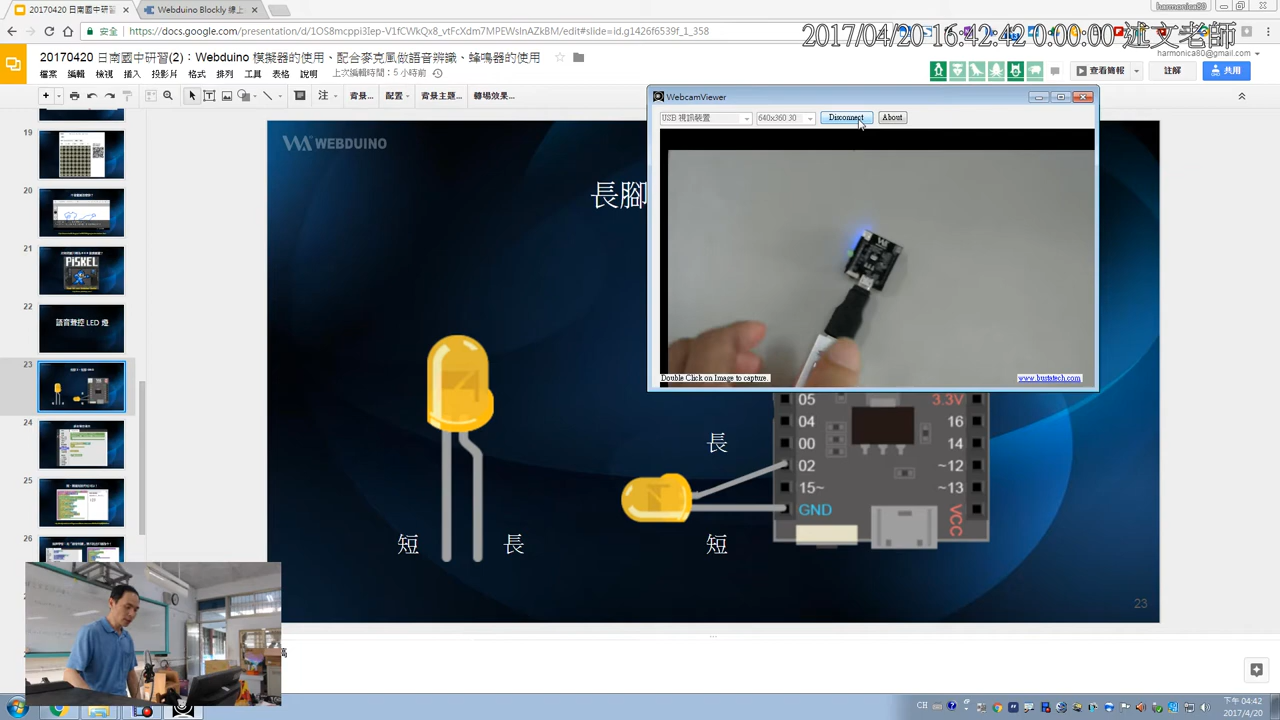 20170420 日南國中研習(2)
Webduino Blockly 線上
harmonica80
安全
https://docs.google.com/presentation/d/1OS8mcppi3Iep-V1fCWkQx8_vtFcXdm7MPEWsInAZkBM/edit#slide=id.g1426f6539f_1_358
2017/04/20 16:42:42 0.00:00 述文老師
20170420 日南國中研習(2)：Webduino 模擬器的使用、配合麥克風做語音辨識、蜂鳴器的使用
harmonica80@gmail.com
檔案 編輯 檢視 插入 投影片 格式 排列 工具 表格 說明 上次編輯時間：5 小時前
查看簡報
註解
共用
背景... 配置 背景主題... 轉場效果...
WebcamViewer
USB 視訊裝置 640x360 30 Disconnect About
Double Click on Image to capture.
19
20
21
PISKEL
22
語音聲控 LED 燈
23
24
25
26
WEBDUINO
長腳
短
長
長
短
05
04
00
02
15~
GND
3.3V
16
14
~12
~13
VCC
23
CH
下午 04:42
2017/4/20